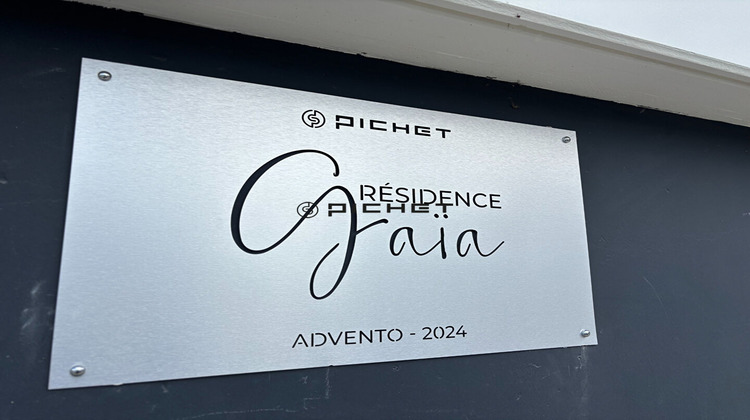 PICHET
RÉSIDENCE
PICHET
Gaïa
ADVENTO - 2024